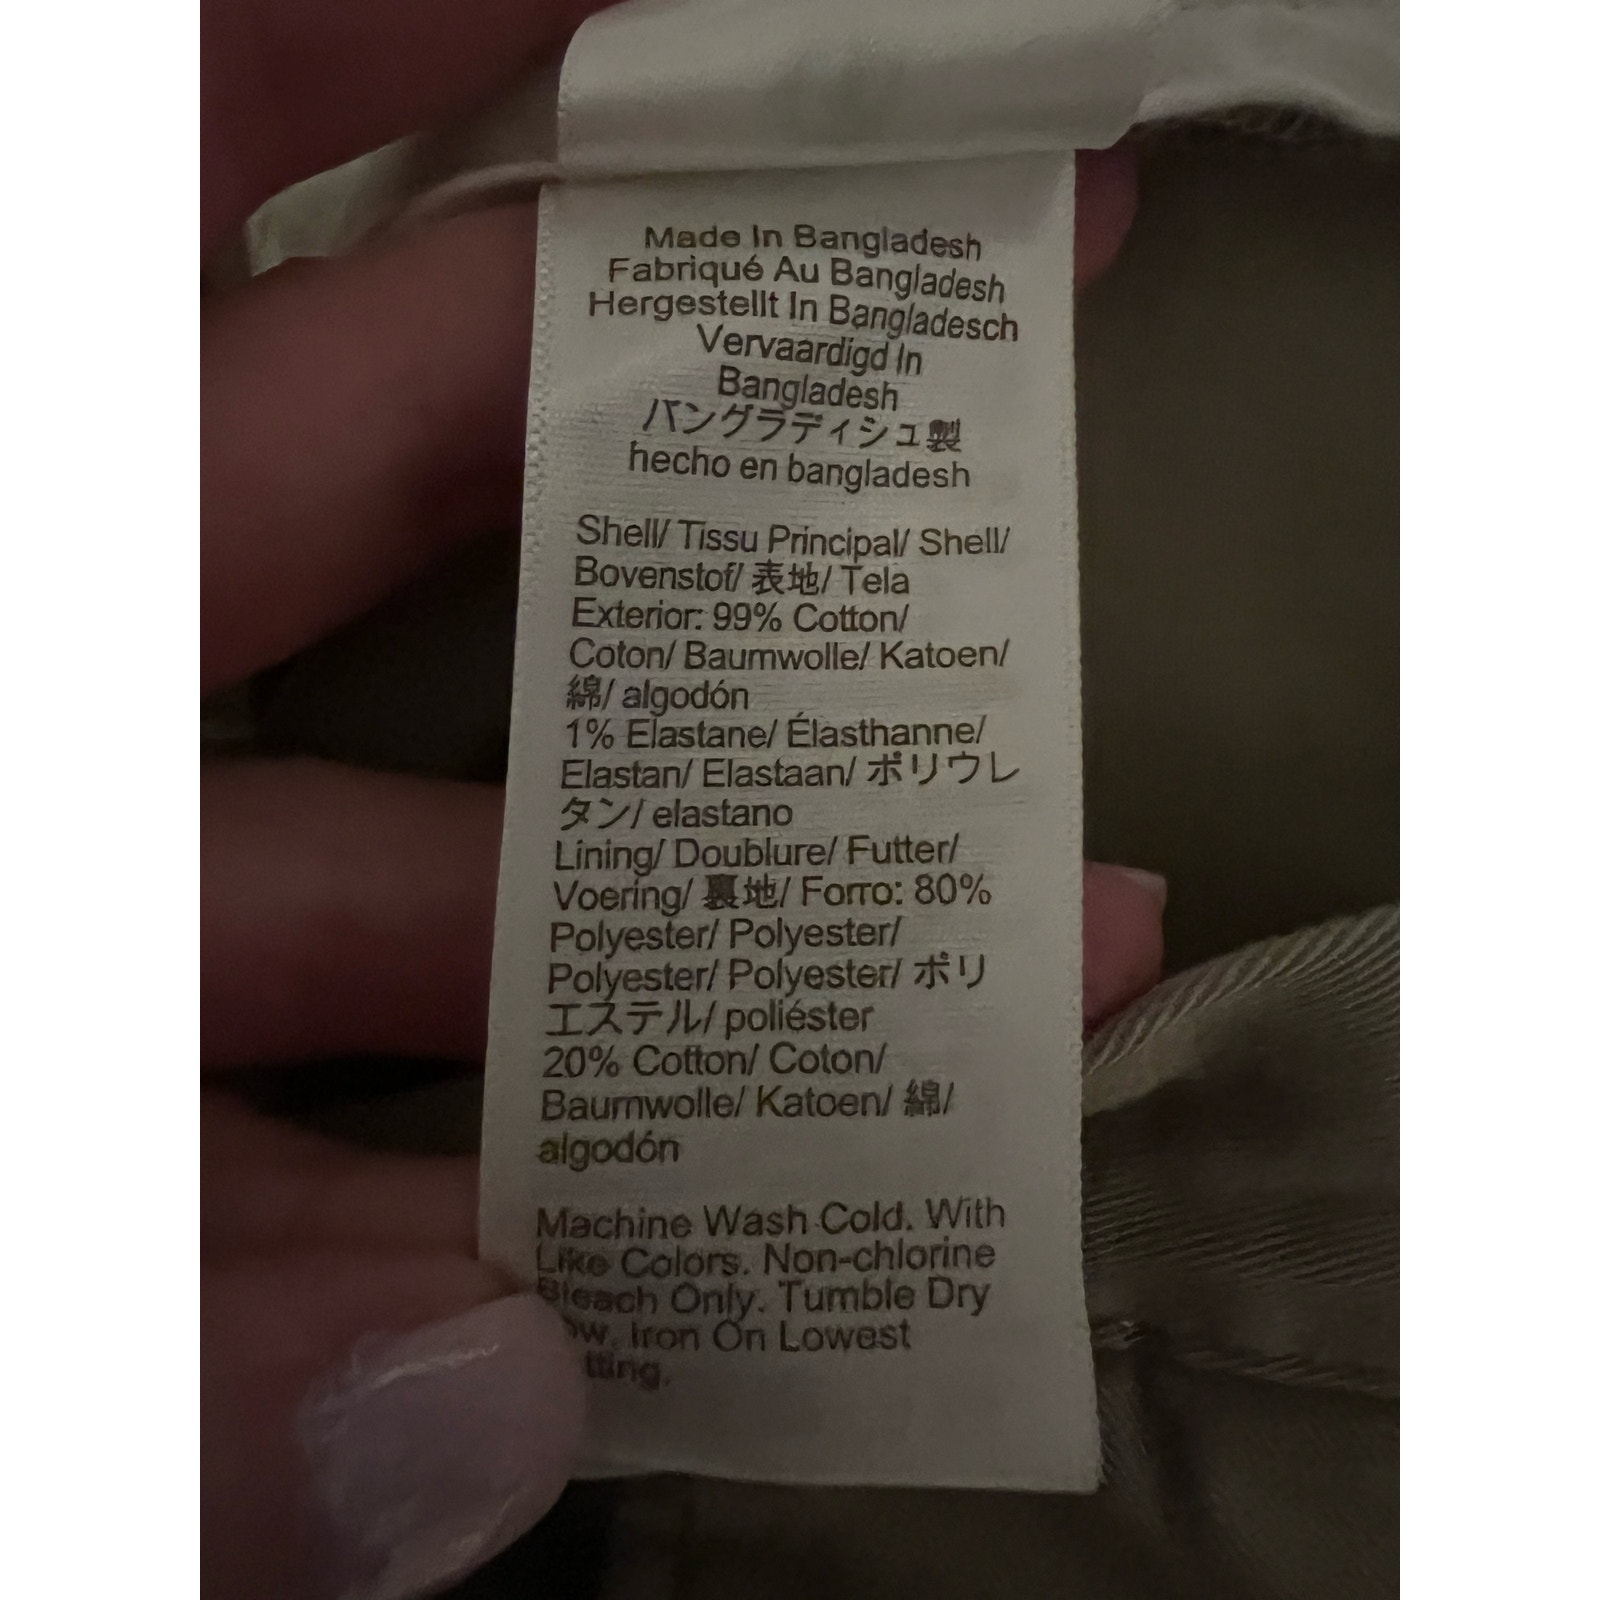 Made In Bangladesh
Fabriqué Au Bangladesh
Hergestellt In Bangladesch
Vervaardigd In
Bangladesh
バングラディシュ製
hecho en bangladesh
Shell/ Tissu Principal/ Shell/
Bovenstof/ 表地/ Tela
Exterior: 99% Cotton/
Coton/ Baumwolle/ Katoen/
綿/ algodón
1% Elastane/ Élasthanne/
Elastan/ Elastaan/ ポリウレ
タン/ elastano
Lining/ Doublure/ Futter/
Voering/ 裏地/ Forro: 80%
Polyester/ Polyester/
Polyester/ Polyester/ ポリ
エステル/ poliéster
20% Cotton/ Coton/
Baumwolle/ Katoen/ 綿/
algodón
Machine Wash Cold. With
Like Colors. Non-chlorine
Bleach Only. Tumble Dry
Iron On Lowest